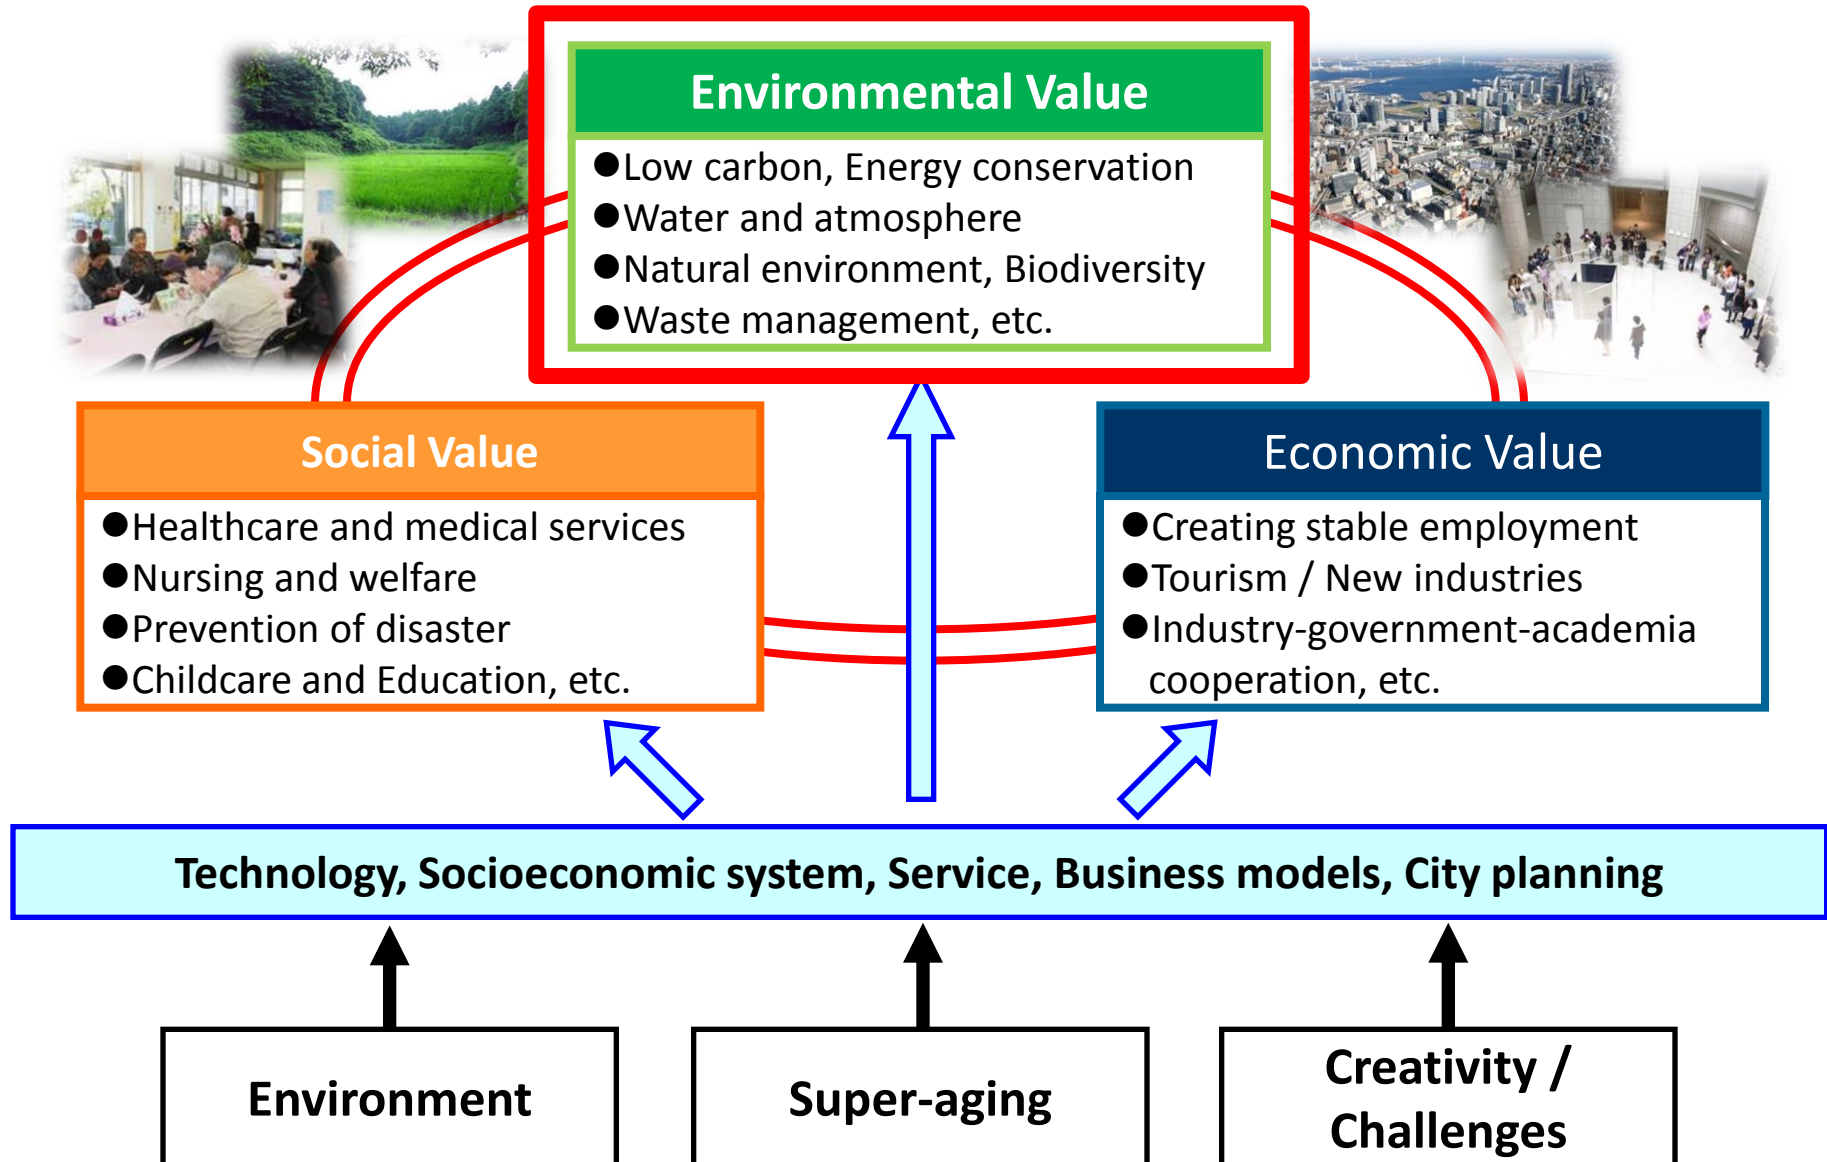 Environmental Value
●Low carbon, Energy conservation
●Water and atmosphere
●Natural environment, Biodiversity
●Waste management, etc.
Social Value
●Healthcare and medical services
●Nursing and welfare
●Prevention of disaster
●Childcare and Education, etc.
Economic Value
●Creating stable employment
●Tourism / New industries
●Industry-government-academia
cooperation, etc.
Technology, Socioeconomic system, Service, Business models, City planning
Environment
Super-aging
Creativity /
Challenges